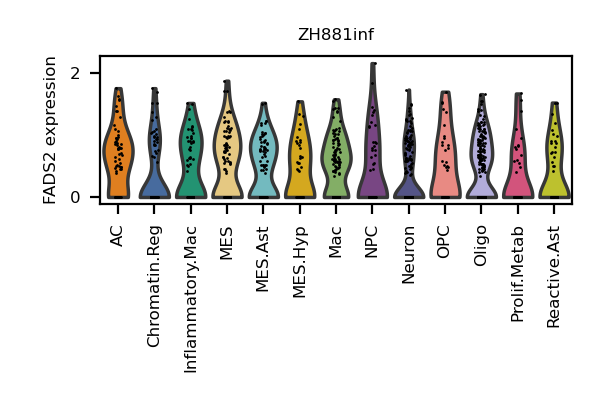 ZH881inf
FADS2 expression
2
0
AC
Chromatin.Reg
Inflammatory.Mac
MES
MES.Ast
MES.Hyp
Mac
NPC
Neuron
OPC
Oligo
Prolif.Metab
Reactive.Ast